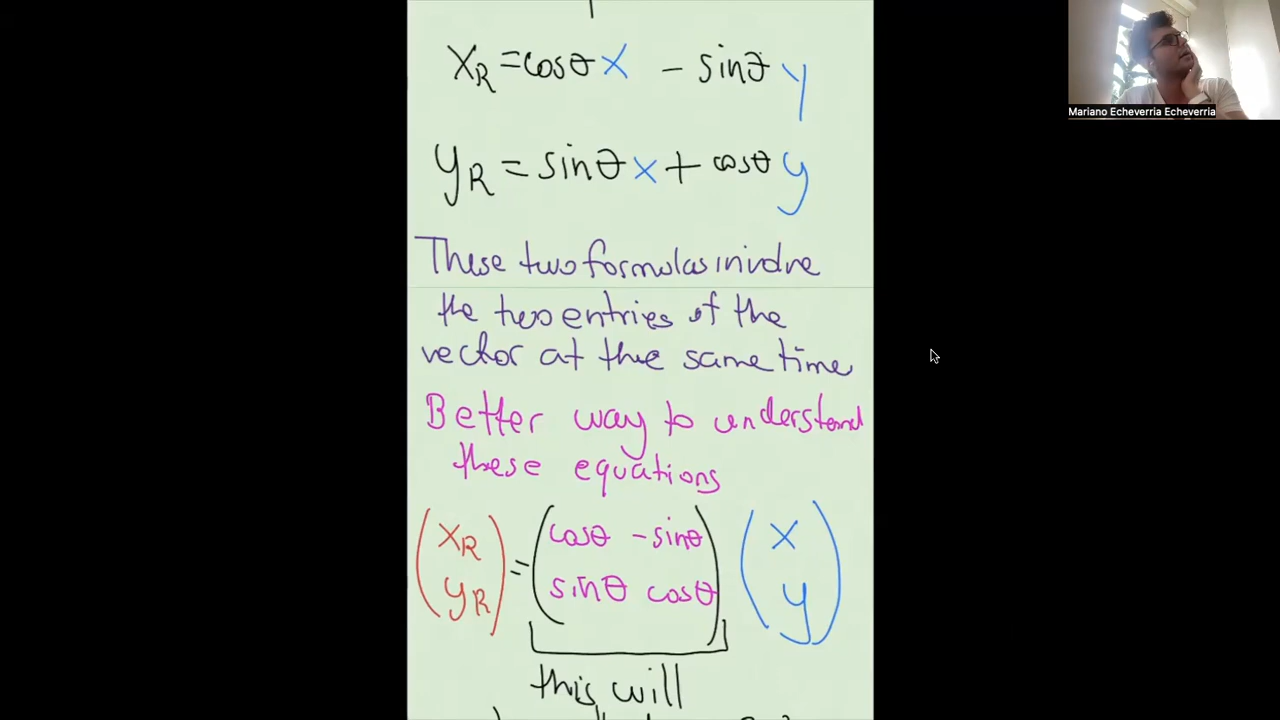 x_R = cosθ x - sinθ y
y_R = sinθ x + cosθ y
These two formulas involve
the two entries of the
vector at the same time
Better way to understand
these equations
(x_R y_R) = (cosθ -sinθ sinθ cosθ) (x y)
this will
Mariano Echeverria Echeverria